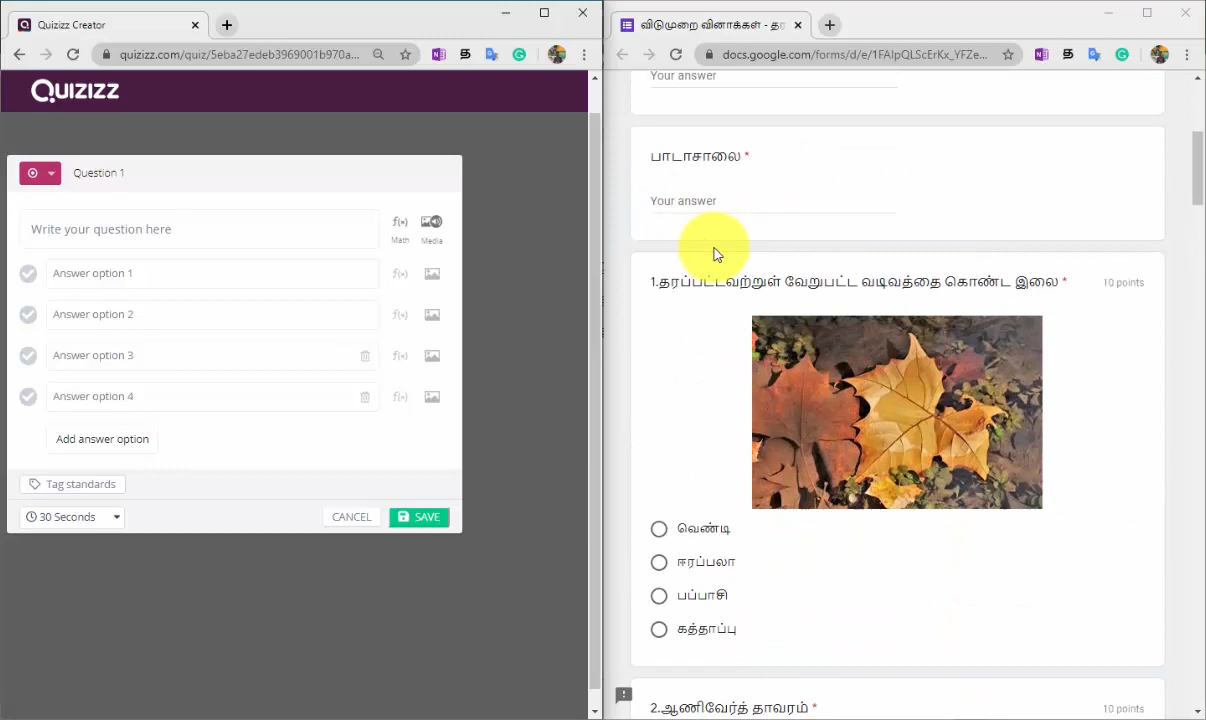 Quizizz Creator
quizizz.com/quiz/5eba27edeb3969001b970a...
QUIZIZZ
Question 1
Write your question here
f(x)
Math
Media
Answer option 1
f(x)
Answer option 2
f(x)
Answer option 3
f(x)
Answer option 4
f(x)
Add answer option
Tag standards
30 Seconds
CANCEL
SAVE
விடுமுறை வினாக்கள் - தர
docs.google.com/forms/d/e/1FAIpQLScErKx_YFZe...
Your answer
பாடாசாலை *
Your answer
1.தரப்பட்டவற்றுள் வேறுபட்ட வடிவத்தை கொண்ட இலை *
10 points
வெண்டி
ஈரப்பலா
பப்பாசி
கத்தாப்பு
2.ஆணிவேர்த் தாவரம் *
10 points